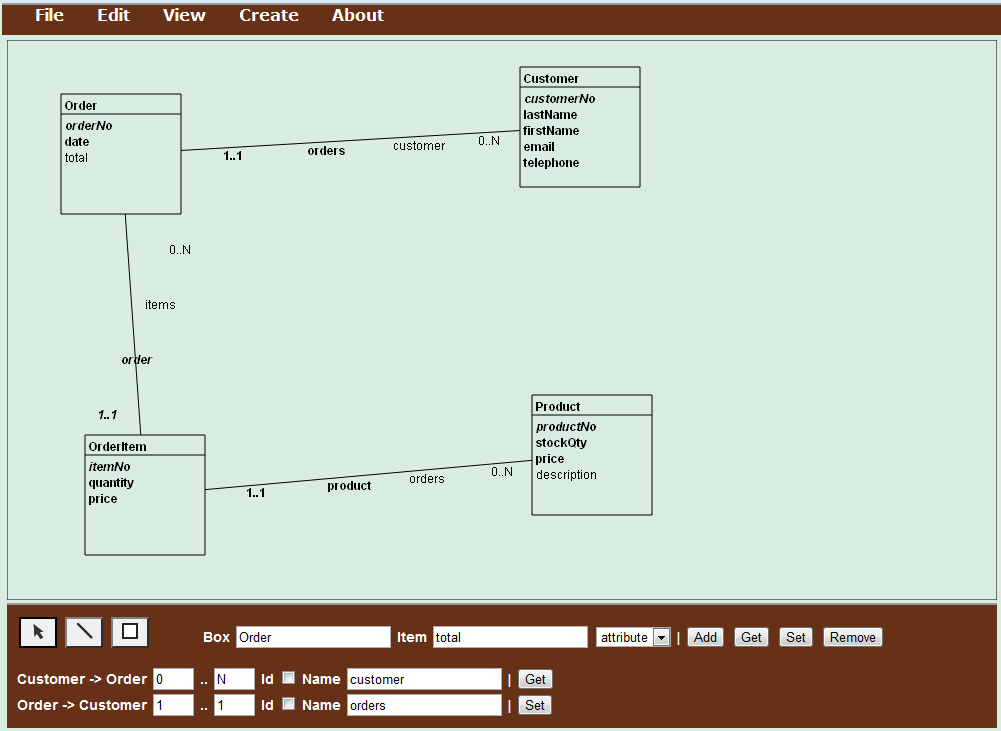 File Edit View Create About
Order
orderNo
date
total
Customer
customerNo
lastName
firstName
email
telephone
1..1 orders customer 0..N
0..N
items
order
1..1
OrderItem
itemNo
quantity
price
Product
productNo
stockQty
price
description
1..1 product orders 0..N
Box Order Item total attribute | Add Get Set Remove
Customer -> Order 0 .. N Id Name customer | Get
Order -> Customer 1 .. 1 Id Name orders | Set